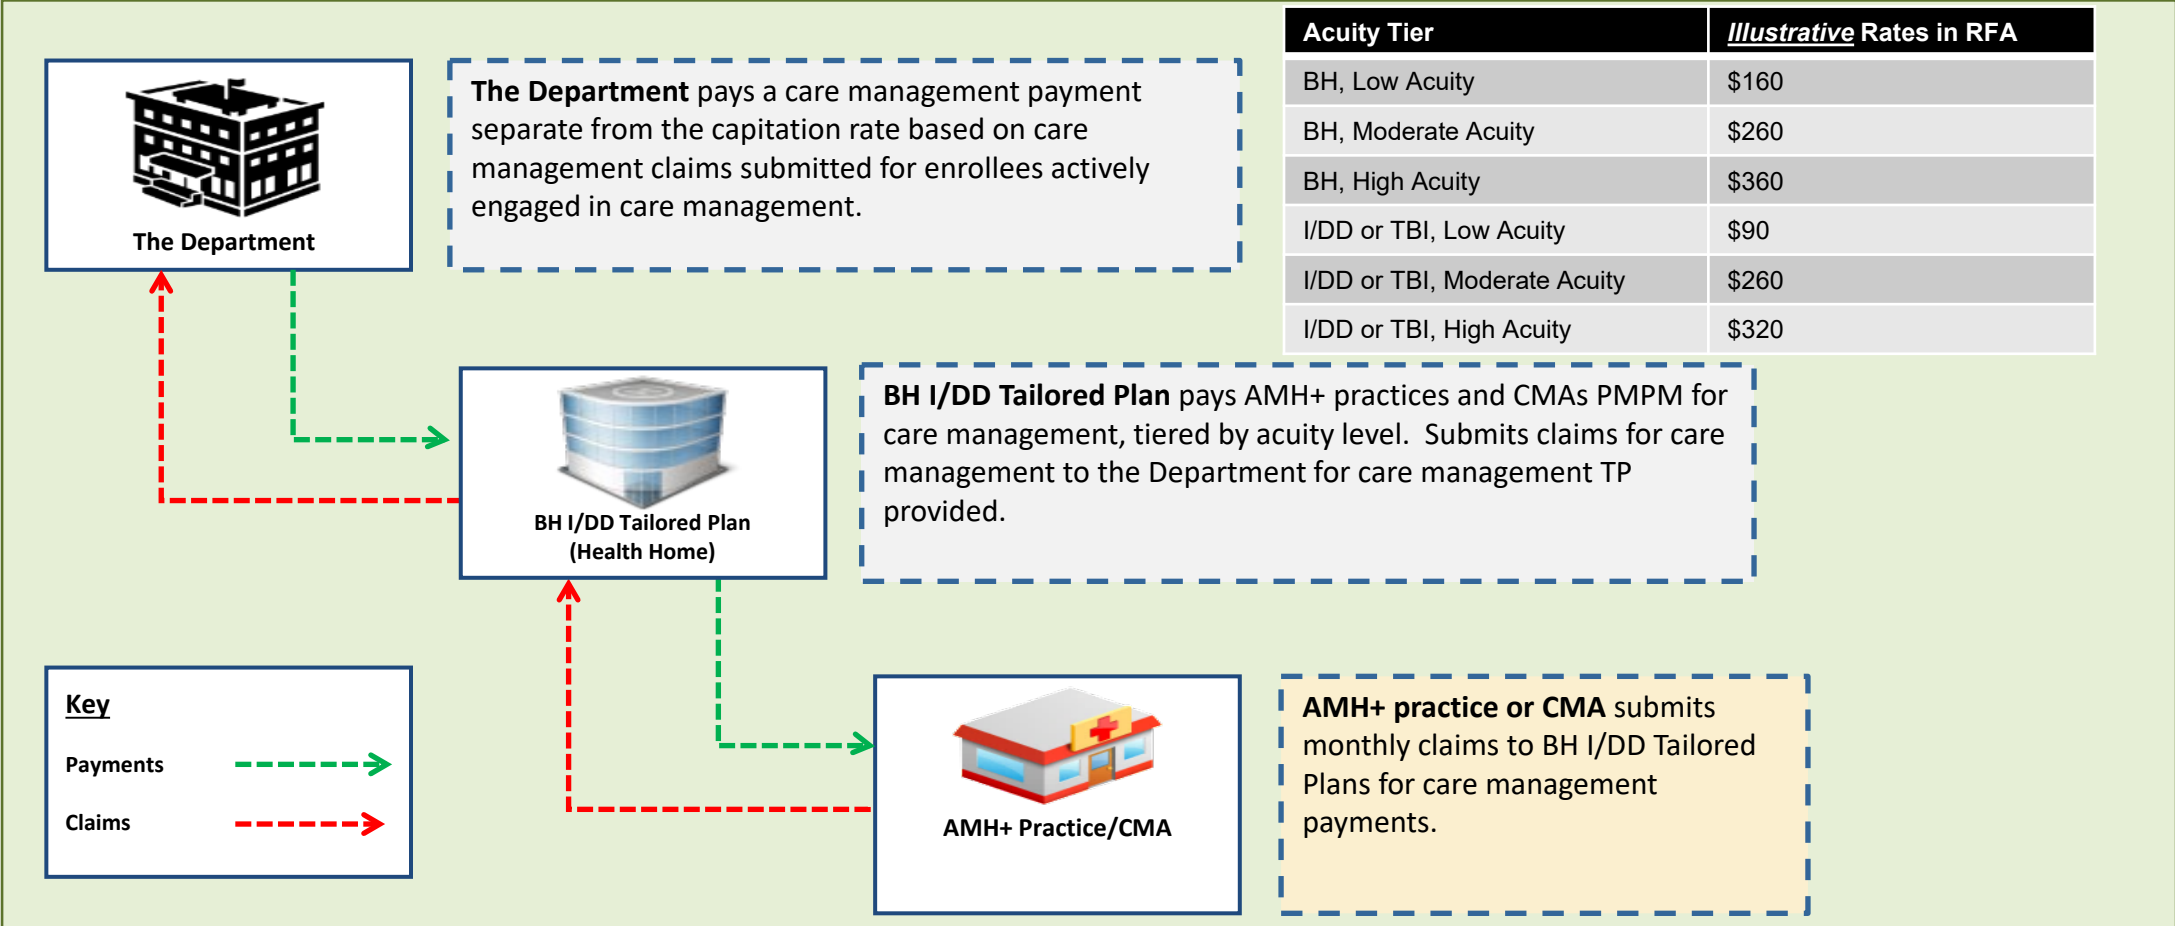 Acuity Tier Illustrative Rates in RFA
BH, Low Acuity $160
BH, Moderate Acuity $260
BH, High Acuity $360
I/DD or TBI, Low Acuity $90
I/DD or TBI, Moderate Acuity $260
I/DD or TBI, High Acuity $320
The Department
The Department pays a care management payment
separate from the capitation rate based on care
management claims submitted for enrollees actively
engaged in care management.
BH I/DD Tailored Plan
(Health Home)
BH I/DD Tailored Plan pays AMH+ practices and CMAs PMPM for
care management, tiered by acuity level.  Submits claims for care
management to the Department for care management TP
provided.
Key
Payments
Claims
AMH+ Practice/CMA
AMH+ practice or CMA submits
monthly claims to BH I/DD Tailored
Plans for care management
payments.